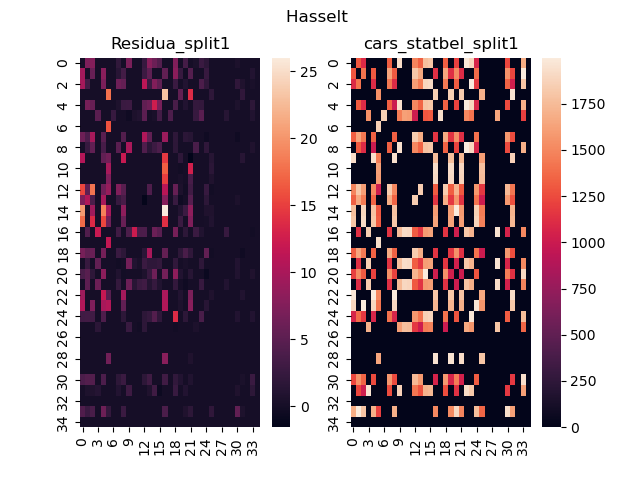 Hasselt
Residua_split1 cars_statbel_split1
0 2 4 6 8 10 12 14 16 18 20 22 24 26 28 30 32 34
0 3 6 9 12 15 18 21 24 27 30 33
25 20 15 10 5 0
0 2 4 6 8 10 12 14 16 18 20 22 24 26 28 30 32 34
0 3 6 9 12 15 18 21 24 27 30 33
1750 1500 1250 1000 750 500 250 0